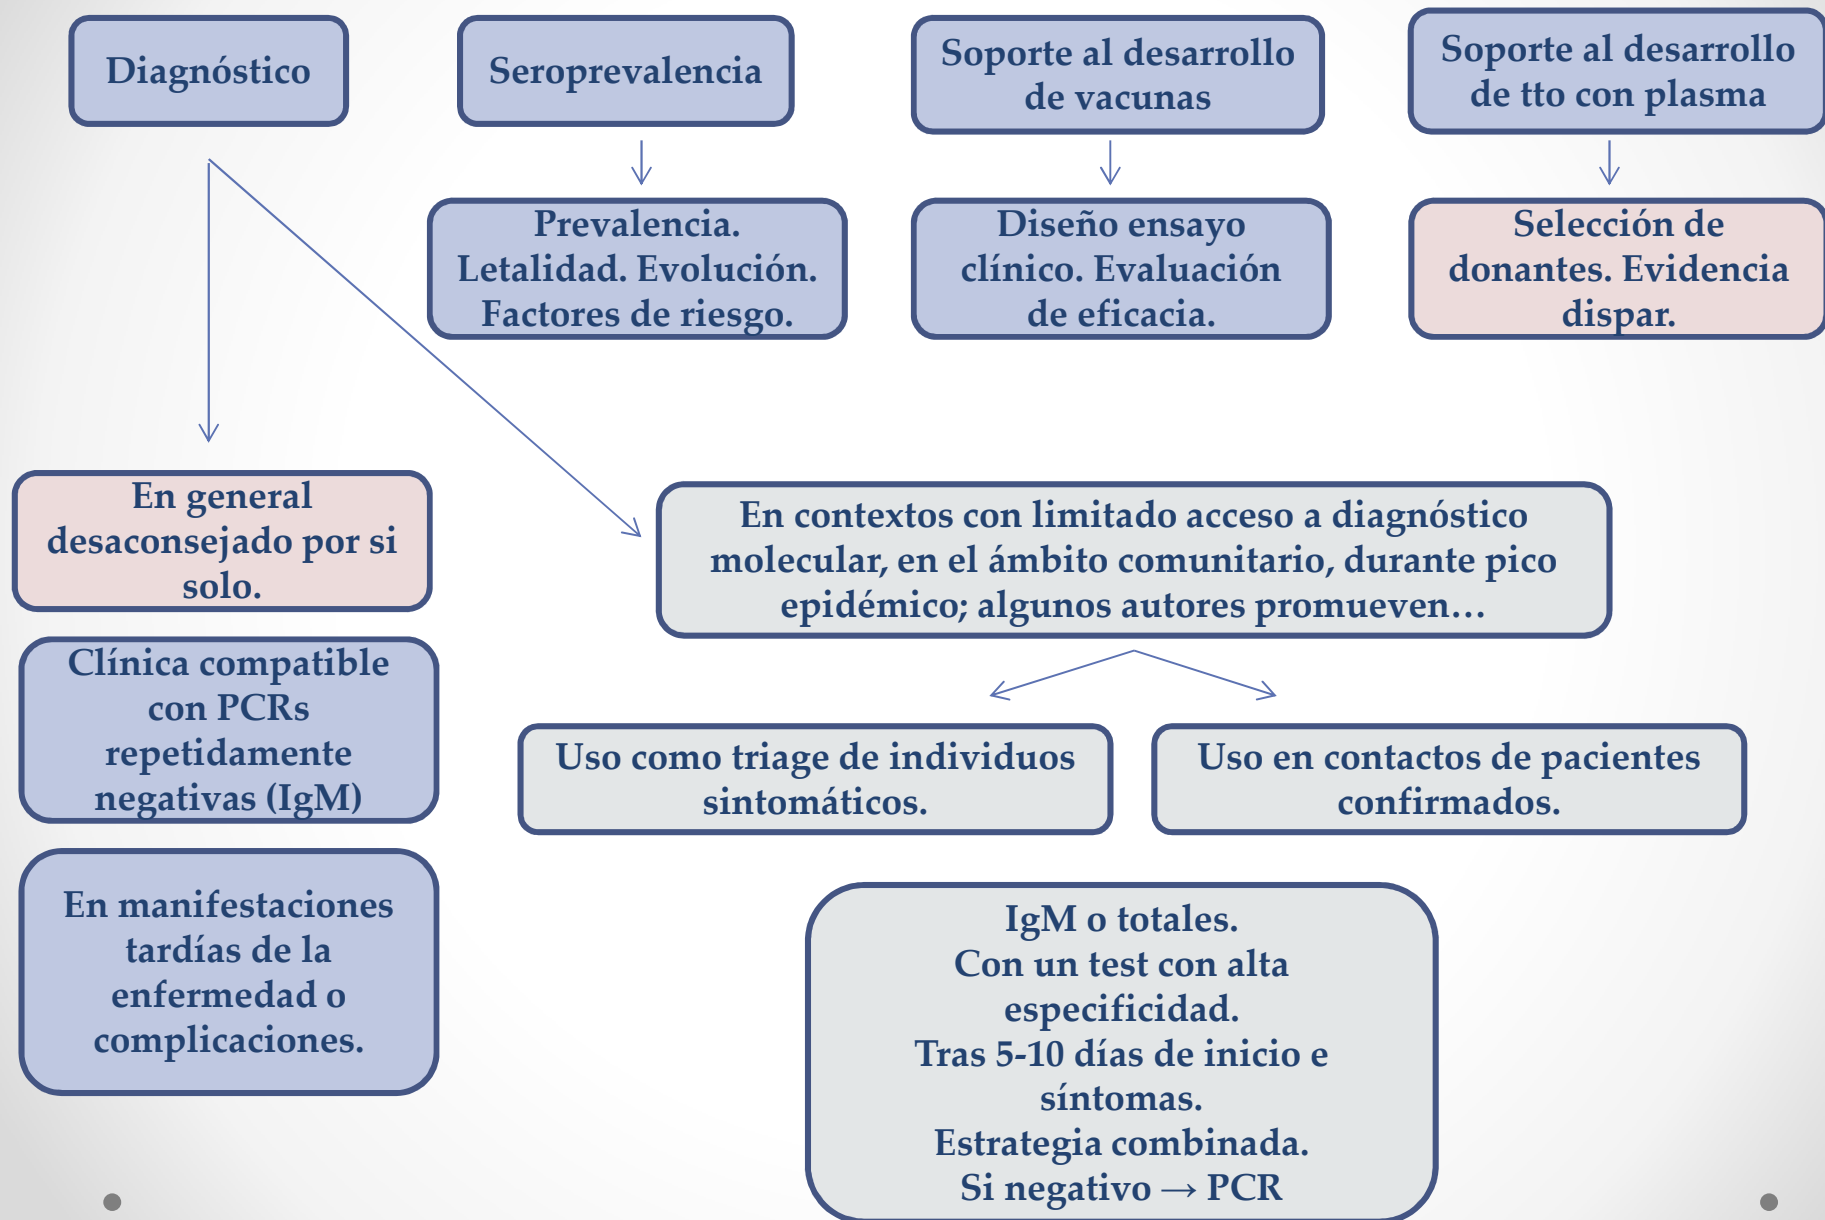 Diagnóstico
Seroprevalencia
Soporte al desarrollo
de vacunas
Soporte al desarrollo
de tto con plasma
Prevalencia.
Letalidad. Evolución.
Factores de riesgo.
Diseño ensayo
clínico. Evaluación
de eficacia.
Selección de
donantes. Evidencia
dispar.
En general
desaconsejado por si
solo.
Clínica compatible
con PCRs
repetidamente
negativas (IgM)
En manifestaciones
tardías de la
enfermedad o
complicaciones.
En contextos con limitado acceso a diagnóstico
molecular, en el ámbito comunitario, durante pico
epidémico; algunos autores promueven…
Uso como triage de individuos
sintomáticos.
Uso en contactos de pacientes
confirmados.
IgM o totales.
Con un test con alta
especificidad.
Tras 5-10 días de inicio e
síntomas.
Estrategia combinada.
Si negativo → PCR